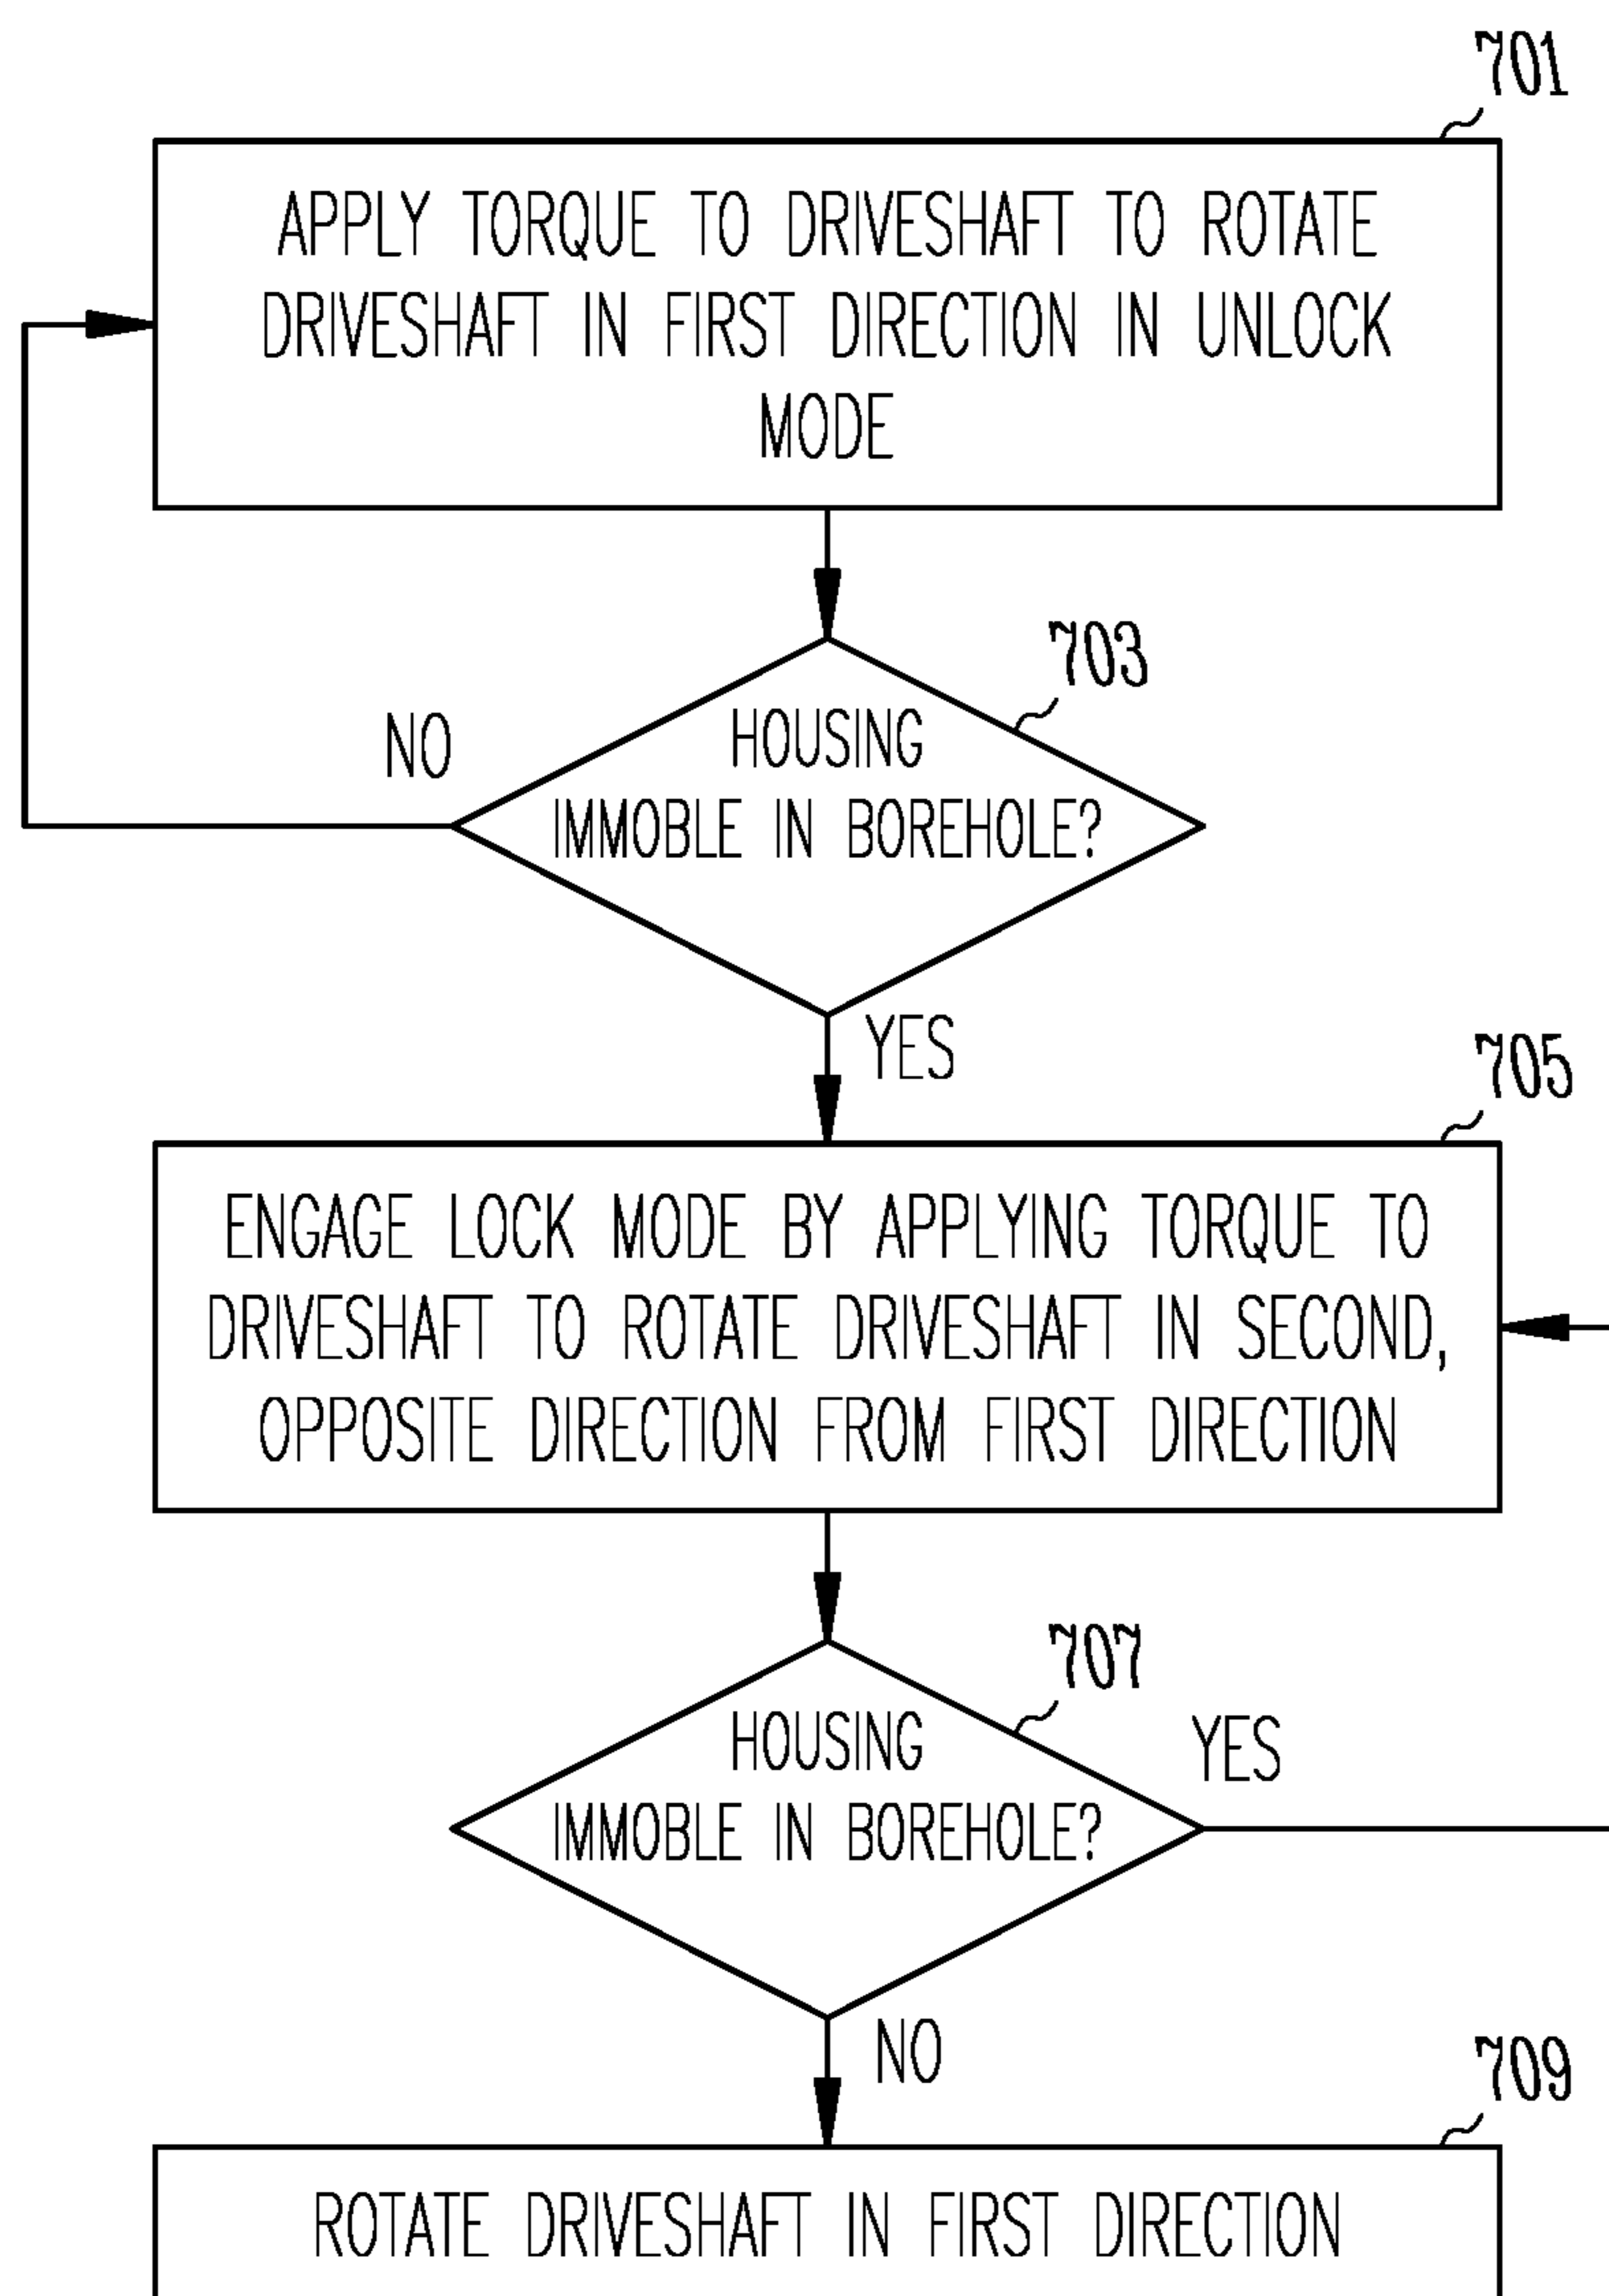 701
APPLY TORQUE TO DRIVESHAFT TO ROTATE
DRIVESHAFT IN FIRST DIRECTION IN UNLOCK
MODE
703
NO
HOUSING
IMMOBLE IN BOREHOLE?
YES
705
ENGAGE LOCK MODE BY APPLYING TORQUE TO
DRIVESHAFT TO ROTATE DRIVESHAFT IN SECOND,
OPPOSITE DIRECTION FROM FIRST DIRECTION
707
HOUSING
IMMOBLE IN BOREHOLE?
YES
NO
709
ROTATE DRIVESHAFT IN FIRST DIRECTION